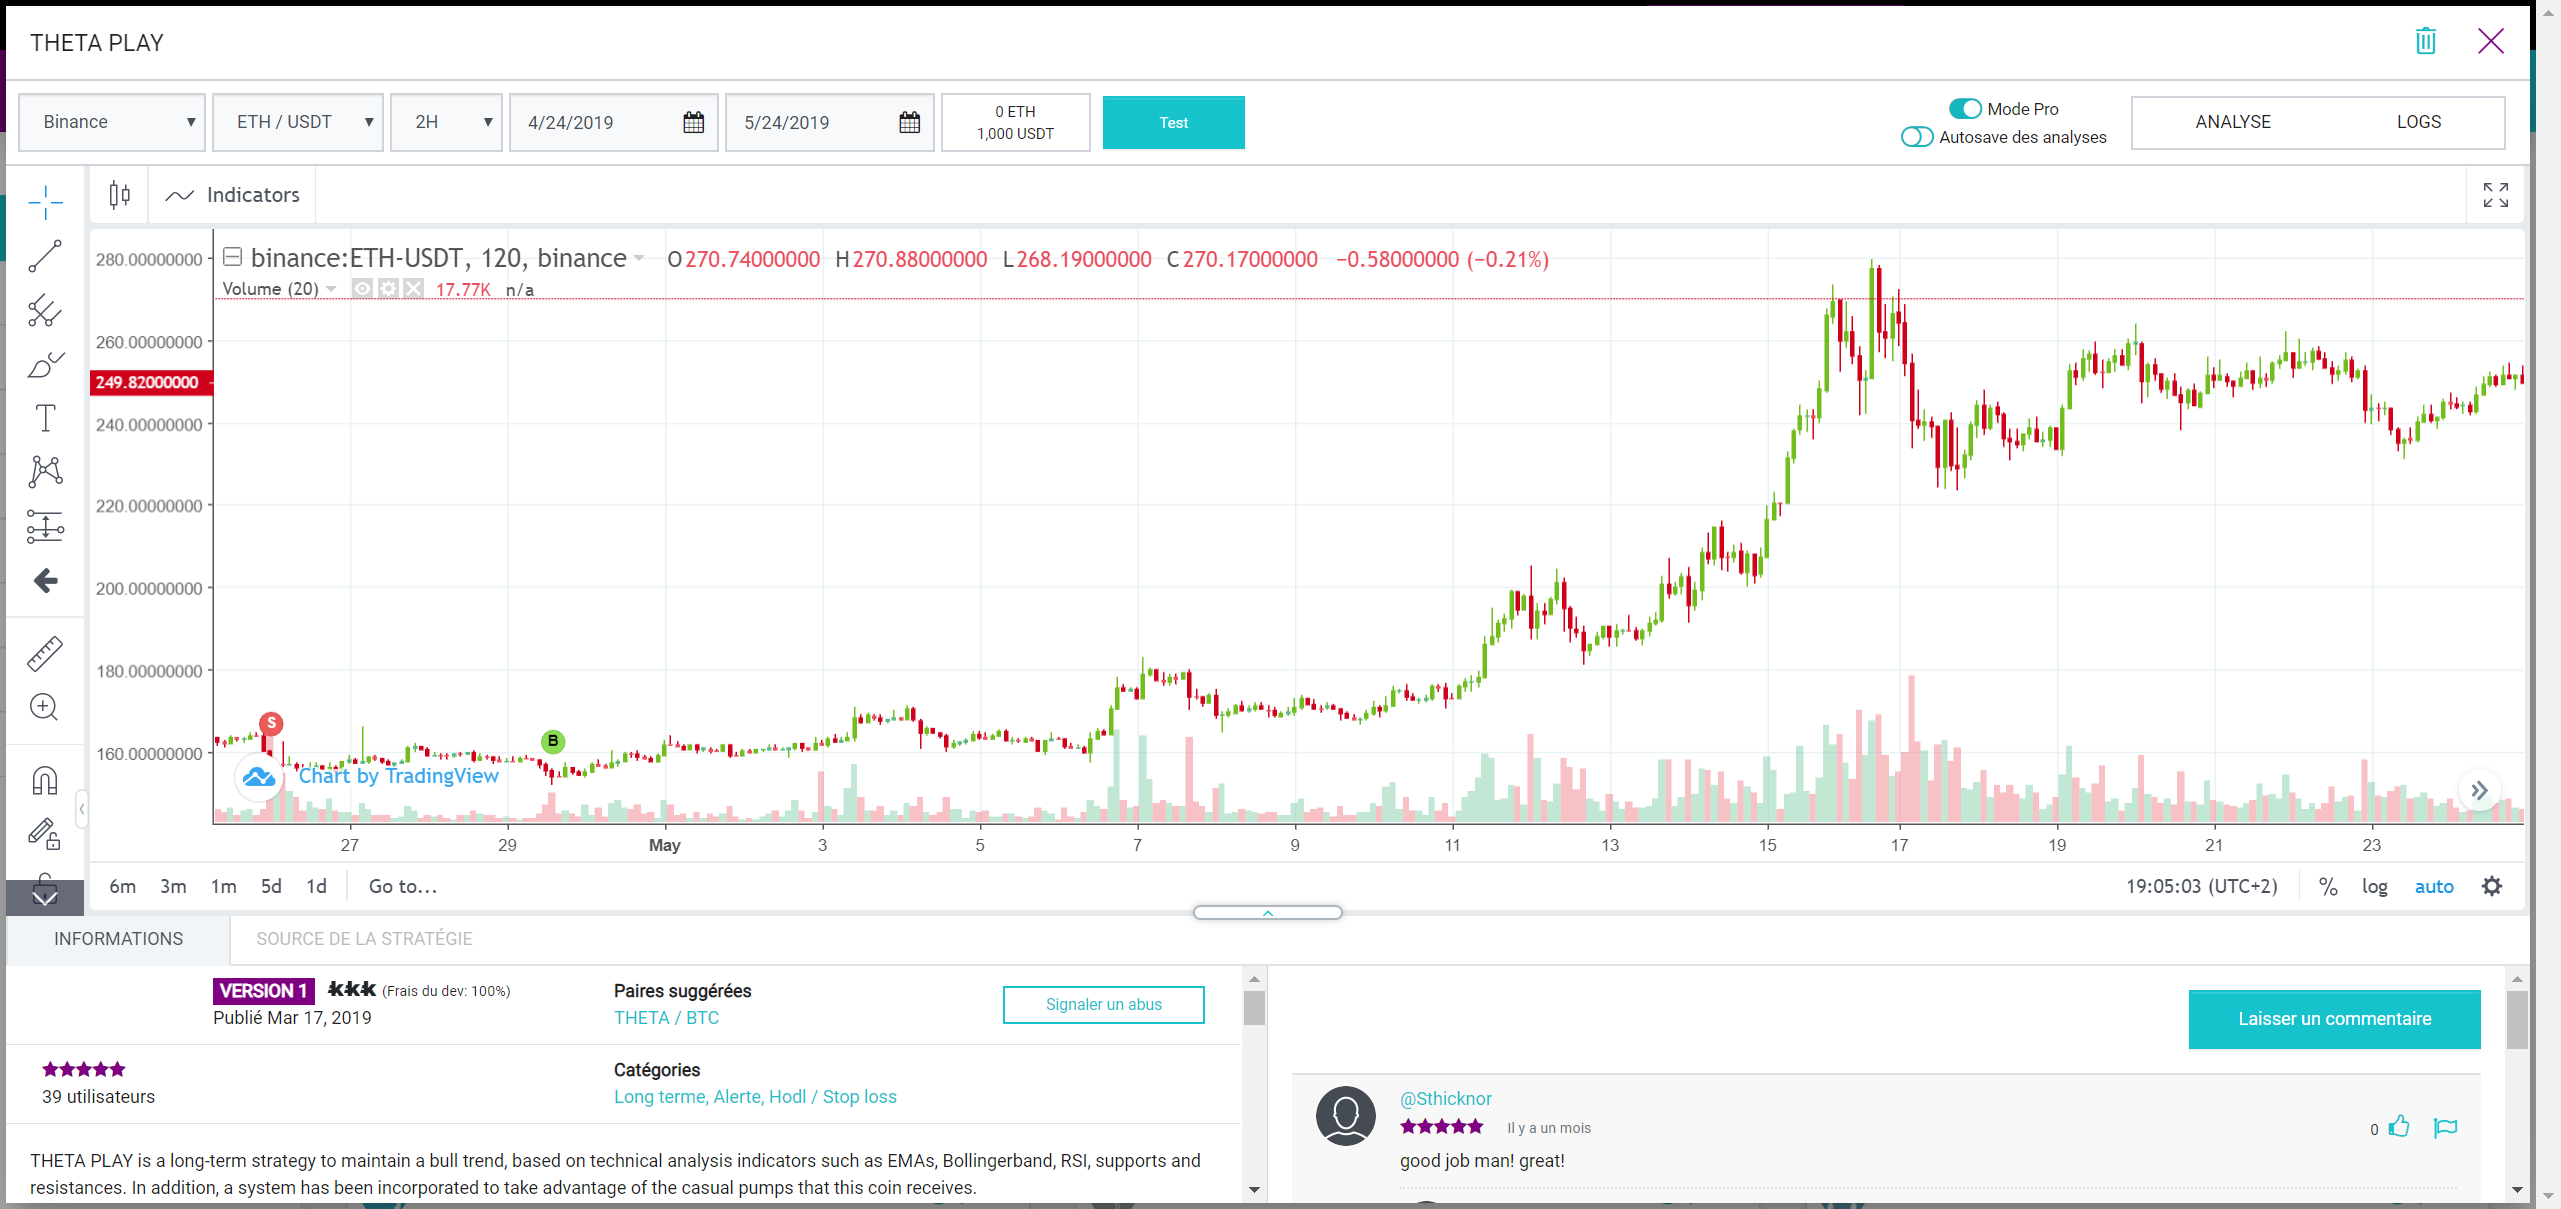 THETA PLAY
Binance
ETH / USDT
2H
4/24/2019
5/24/2019
0 ETH
1,000 USDT
Test
Mode Pro
Autosave des analyses
ANALYSE
LOGS
Indicators
binance:ETH-USDT, 120, binance O270.74000000 H270.88000000 L268.19000000 C270.17000000 −0.58000000 (−0.21%)
Volume (20) 17.77K n/a
280.00000000
260.00000000
249.82000000
240.00000000
220.00000000
200.00000000
180.00000000
160.00000000
S
B
Chart by TradingView
27 29 May 3 5 7 9 11 13 15 17 19 21 23
6m 3m 1m 5d 1d Go to...
19:05:03 (UTC+2) % log auto
INFORMATIONS
SOURCE DE LA STRATÉGIE
VERSION 1 kkk (Frais du dev: 100%)
Publié Mar 17, 2019
Paires suggérées
THETA / BTC
Signaler un abus
39 utilisateurs
Catégories
Long terme, Alerte, Hodl / Stop loss
THETA PLAY is a long-term strategy to maintain a bull trend, based on technical analysis indicators such as EMAs, Bollingerband, RSI, supports and
resistances. In addition, a system has been incorporated to take advantage of the casual pumps that this coin receives.
Laisser un commentaire
@Sthicknor
Il y a un mois
0
good job man! great!